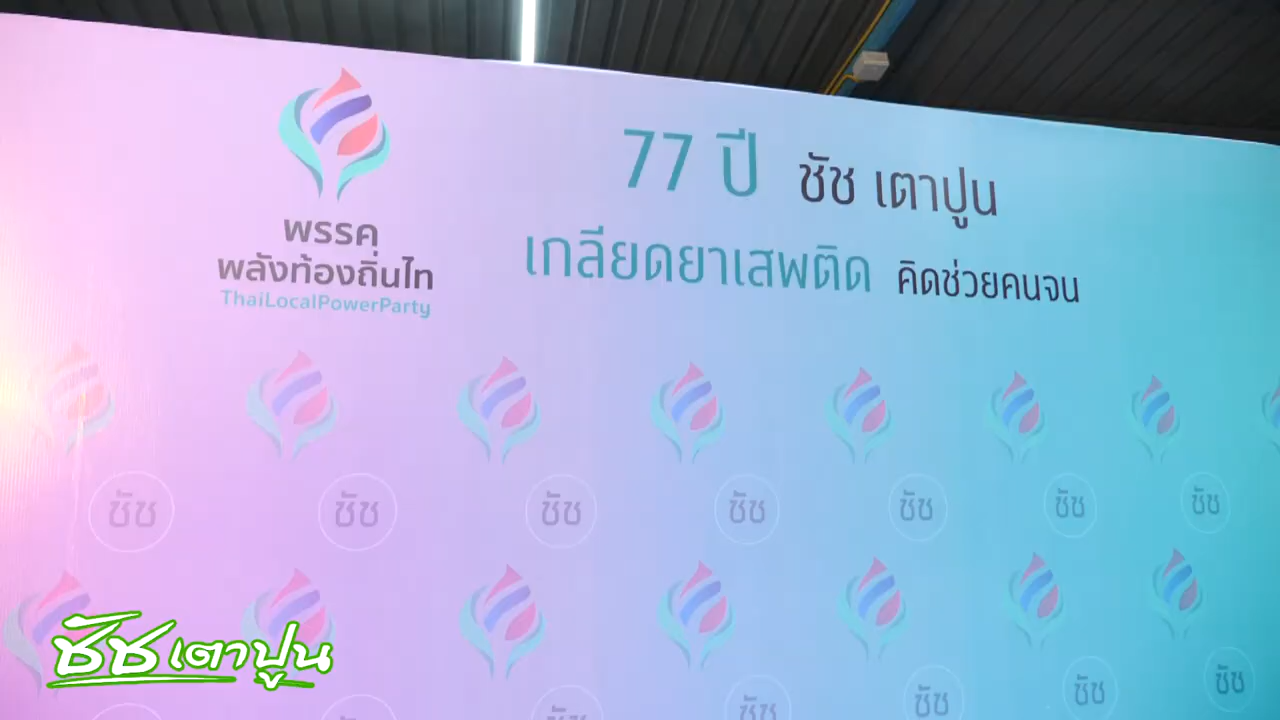 77 ปี ชัช เตาปูน
เกลียดยาเสพติด คิดช่วยคนจน
พรรค
พลังท้องถิ่นไท
ThaiLocalPowerParty
ชัช ชัช ชัช ชัช ชัช ชัช ชัช
ชัช ชัช ชัช ชัช ชัช
ชัช เตาปูน